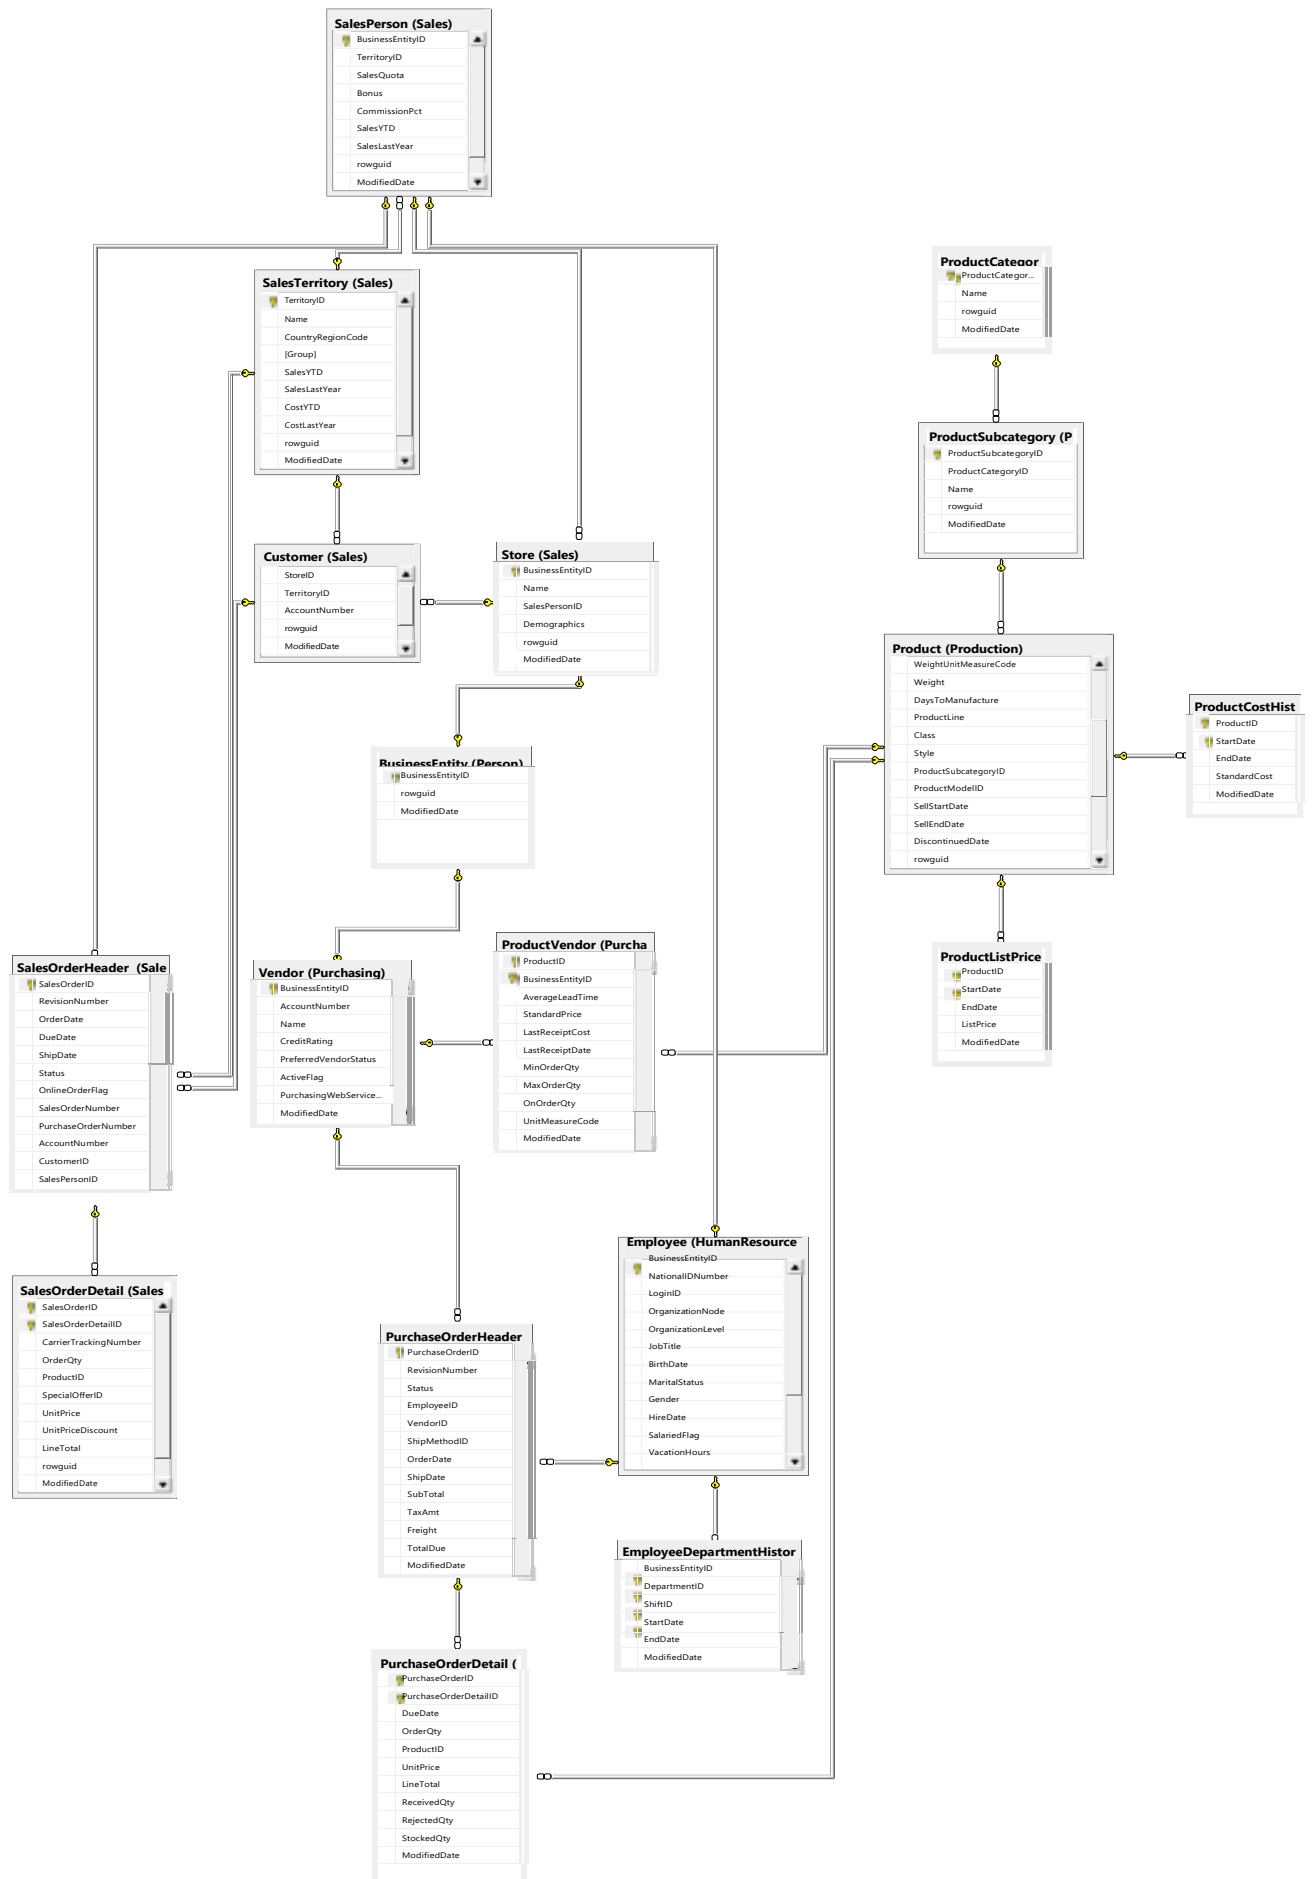 SalesPerson (Sales)
BusinessEntityID
TerritoryID
SalesQuota
Bonus
CommissionPct
SalesYTD
SalesLastYear
rowguid
ModifiedDate
SalesTerritory (Sales)
TerritoryID
Name
CountryRegionCode
[Group]
SalesYTD
SalesLastYear
CostYTD
CostLastYear
rowguid
ModifiedDate
ProductCategor
ProductCategor...
Name
rowguid
ModifiedDate
ProductSubcategory (P
ProductSubcategoryID
ProductCategoryID
Name
rowguid
ModifiedDate
Customer (Sales)
StoreID
TerritoryID
AccountNumber
rowguid
ModifiedDate
Store (Sales)
BusinessEntityID
Name
SalesPersonID
Demographics
rowguid
ModifiedDate
Product (Production)
WeightUnitMeasureCode
Weight
DaysToManufacture
ProductLine
Class
Style
ProductSubcategoryID
ProductModelID
SellStartDate
SellEndDate
DiscontinuedDate
rowguid
ProductCostHist
ProductID
StartDate
EndDate
StandardCost
ModifiedDate
BusinessEntity (Person)
BusinessEntityID
rowguid
ModifiedDate
SalesOrderHeader (Sale
SalesOrderID
RevisionNumber
OrderDate
DueDate
ShipDate
Status
OnlineOrderFlag
SalesOrderNumber
PurchaseOrderNumber
AccountNumber
CustomerID
SalesPersonID
Vendor (Purchasing)
BusinessEntityID
AccountNumber
Name
CreditRating
PreferredVendorStatus
ActiveFlag
PurchasingWebService...
ModifiedDate
ProductVendor (Purcha
ProductID
BusinessEntityID
AverageLeadTime
StandardPrice
LastReceiptCost
LastReceiptDate
MinOrderQty
MaxOrderQty
OnOrderQty
UnitMeasureCode
ModifiedDate
ProductListPrice
ProductID
StartDate
EndDate
ListPrice
ModifiedDate
SalesOrderDetail (Sales
SalesOrderID
SalesOrderDetailID
CarrierTrackingNumber
OrderQty
ProductID
SpecialOfferID
UnitPrice
UnitPriceDiscount
LineTotal
rowguid
ModifiedDate
PurchaseOrderHeader
PurchaseOrderID
RevisionNumber
Status
EmployeeID
VendorID
ShipMethodID
OrderDate
ShipDate
SubTotal
TaxAmt
Freight
TotalDue
ModifiedDate
Employee (HumanResource
BusinessEntityID
NationalIDNumber
LoginID
OrganizationNode
OrganizationLevel
JobTitle
BirthDate
MaritalStatus
Gender
HireDate
SalariedFlag
VacationHours
EmployeeDepartmentHistor
BusinessEntityID
DepartmentID
ShiftID
StartDate
EndDate
ModifiedDate
PurchaseOrderDetail (
PurchaseOrderID
PurchaseOrderDetailID
DueDate
OrderQty
ProductID
UnitPrice
LineTotal
ReceivedQty
RejectedQty
StockedQty
ModifiedDate